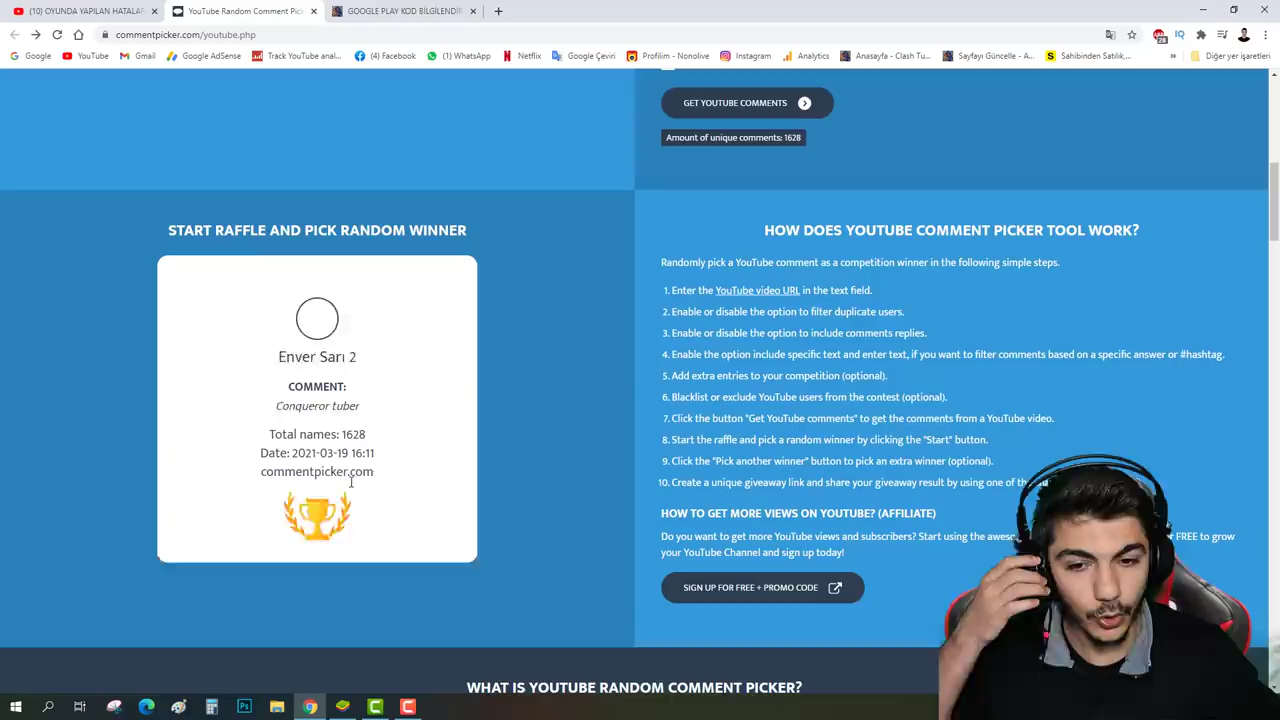 (10) OYUNDA YAPILAN HATALAR
YouTube Random Comment Pick
GOOGLE PLAY KOD BİLGİLENDİR
commentpicker.com/youtube.php
28
IQ
Google
YouTube
Gmail
Google AdSense
Track YouTube anal...
(4) Facebook
(1) WhatsApp
Netflix
Google Çeviri
Profilim - Nonolive
Instagram
Analytics
Anasayfa - Clash Tu...
Sayfayı Güncelle - A...
Sahibinden Satılık,...
»
Diğer yer işaretleri
GET YOUTUBE COMMENTS
Amount of unique comments: 1628
START RAFFLE AND PICK RANDOM WINNER
Enver Sarı 2
COMMENT:
Conqueror tuber
Total names: 1628
Date: 2021-03-19 16:11
commentpicker.com
HOW DOES YOUTUBE COMMENT PICKER TOOL WORK?
Randomly pick a YouTube comment as a competition winner in the following simple steps.
1. Enter the YouTube video URL in the text field.
2. Enable or disable the option to filter duplicate users.
3. Enable or disable the option to include comments replies.
4. Enable the option include specific text and enter text, if you want to filter comments based on a specific answer or #hashtag.
5. Add extra entries to your competition (optional).
6. Blacklist or exclude YouTube users from the contest (optional).
7. Click the button "Get YouTube comments" to get the comments from a YouTube video.
8. Start the raffle and pick a random winner by clicking the "Start" button.
9. Click the "Pick another winner" button to pick an extra winner (optional).
10. Create a unique giveaway link and share your giveaway result by using one of the
HOW TO GET MORE VIEWS ON YOUTUBE? (AFFILIATE)
Do you want to get more YouTube views and subscribers? Start using the FREE to grow
your YouTube Channel and sign up today!
SIGN UP FOR FREE + PROMO CODE
WHAT IS YOUTUBE RANDOM COMMENT PICKER?
Ps